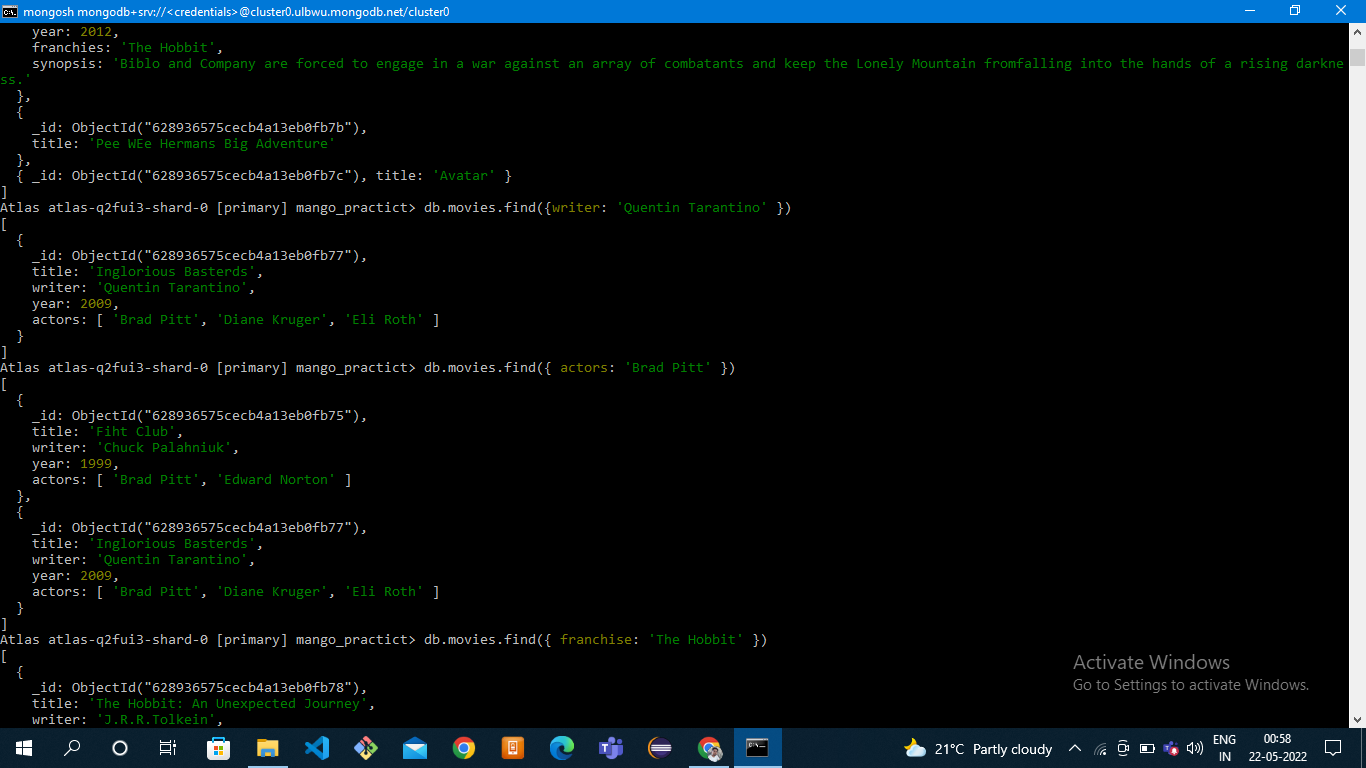 mongosh mongodb+srv://<credentials>@cluster0.ulbwu.mongodb.net/cluster0
year: 2012,
franchies: 'The Hobbit',
synopsis: 'Biblo and Company are forced to engage in a war against an array of combatants and keep the Lonely Mountain fromfalling into the hands of a rising darkne
ss.'
},
{
_id: ObjectId("628936575cecb4a13eb0fb7b"),
title: 'Pee WEe Hermans Big Adventure'
},
{ _id: ObjectId("628936575cecb4a13eb0fb7c"), title: 'Avatar' }
]
Atlas atlas-q2fui3-shard-0 [primary] mango_practict> db.movies.find({writer: 'Quentin Tarantino' })
[
{
_id: ObjectId("628936575cecb4a13eb0fb77"),
title: 'Inglorious Basterds',
writer: 'Quentin Tarantino',
year: 2009,
actors: [ 'Brad Pitt', 'Diane Kruger', 'Eli Roth' ]
}
]
Atlas atlas-q2fui3-shard-0 [primary] mango_practict> db.movies.find({ actors: 'Brad Pitt' })
[
{
_id: ObjectId("628936575cecb4a13eb0fb75"),
title: 'Fiht Club',
writer: 'Chuck Palahniuk',
year: 1999,
actors: [ 'Brad Pitt', 'Edward Norton' ]
},
{
_id: ObjectId("628936575cecb4a13eb0fb77"),
title: 'Inglorious Basterds',
writer: 'Quentin Tarantino',
year: 2009,
actors: [ 'Brad Pitt', 'Diane Kruger', 'Eli Roth' ]
}
]
Atlas atlas-q2fui3-shard-0 [primary] mango_practict> db.movies.find({ franchise: 'The Hobbit' })
[
{
_id: ObjectId("628936575cecb4a13eb0fb78"),
title: 'The Hobbit: An Unexpected Journey',
writer: 'J.R.R.Tolkein',
Activate Windows
Go to Settings to activate Windows.
21°C Partly cloudy
ENG
IN
00:58
22-05-2022